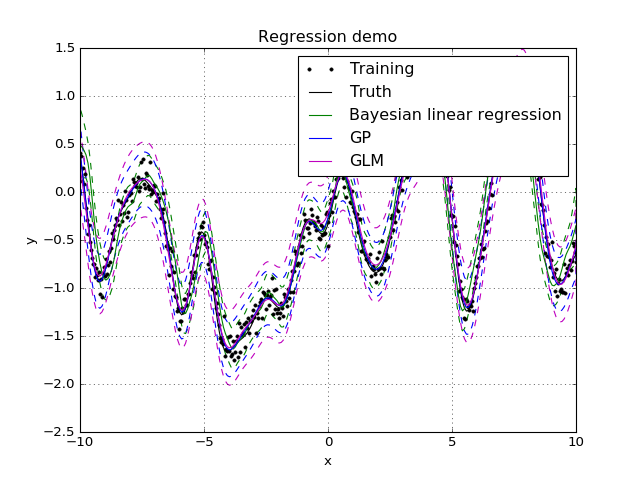 Regression demo
1.5
1.0
0.5
0.0
−0.5
−1.0
−1.5
−2.0
−2.5
y
Training
Truth
Bayesian linear regression
GP
GLM
−10
−5
0
5
10
x